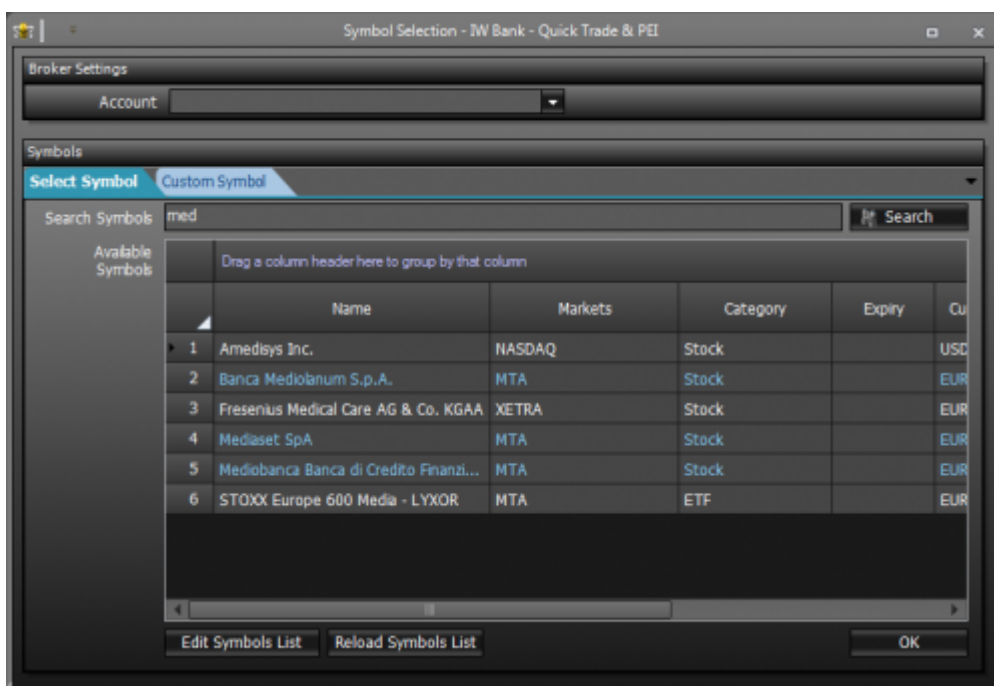 Symbol Selection - IW Bank - Quick Trade & PEI
Broker Settings
Account
Symbols
Select Symbol Custom Symbol
Search Symbols med Search
Available Symbols
Drag a column header here to group by that column
Name Markets Category Expiry Cu
1 Amedisys Inc. NASDAQ Stock USD
2 Banca Mediolanum S.p.A. MTA Stock EUR
3 Fresenius Medical Care AG & Co. KGAA XETRA Stock EUR
4 Mediaset SpA MTA Stock EUR
5 Mediobanca Banca di Credito Finanzi... MTA Stock EUR
6 STOXX Europe 600 Media - LYXOR MTA ETF EUR
Edit Symbols List Reload Symbols List OK